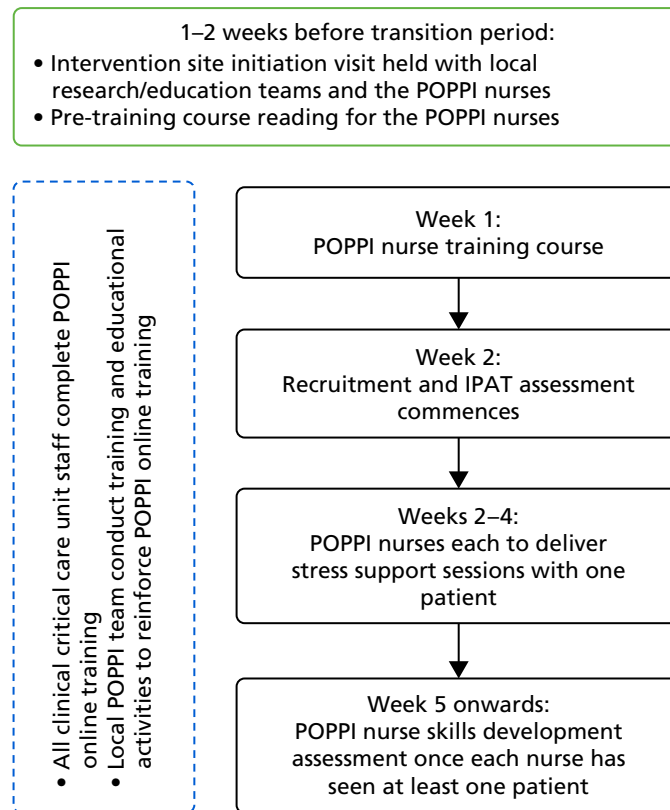 1–2 weeks before transition period:
• Intervention site initiation visit held with local
research/education teams and the POPPI nurses
• Pre-training course reading for the POPPI nurses
• All clinical critical care unit staff complete POPPI
online training
• Local POPPI team conduct training and educational
activities to reinforce POPPI online training
Week 1:
POPPI nurse training course
Week 2:
Recruitment and IPAT assessment
commences
Weeks 2–4:
POPPI nurses each to deliver
stress support sessions with one
patient
Week 5 onwards:
POPPI nurse skills development
assessment once each nurse has
seen at least one patient